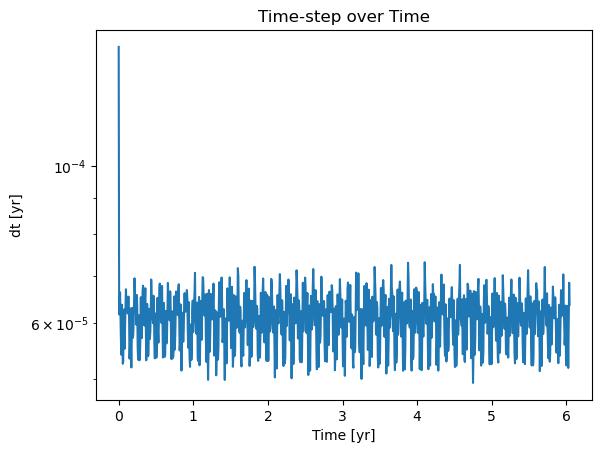 Time-step over Time
dt [yr]
10⁻⁴
6 × 10⁻⁵
0 1 2 3 4 5 6
Time [yr]